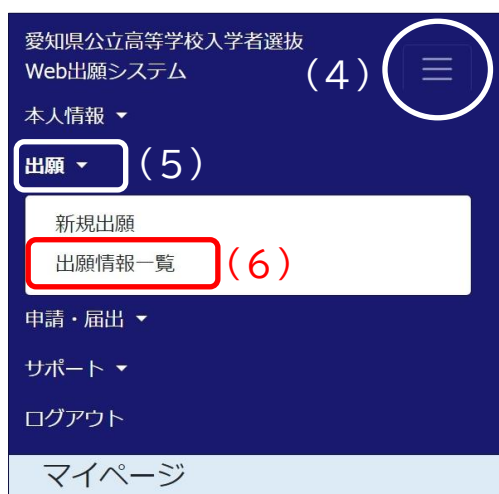 愛知県公立高等学校入学者選抜
Web出願システム
(4)
本人情報
出願
(5)
新規出願
出願情報一覧
(6)
申請・届出
サポート
ログアウト
マイページ